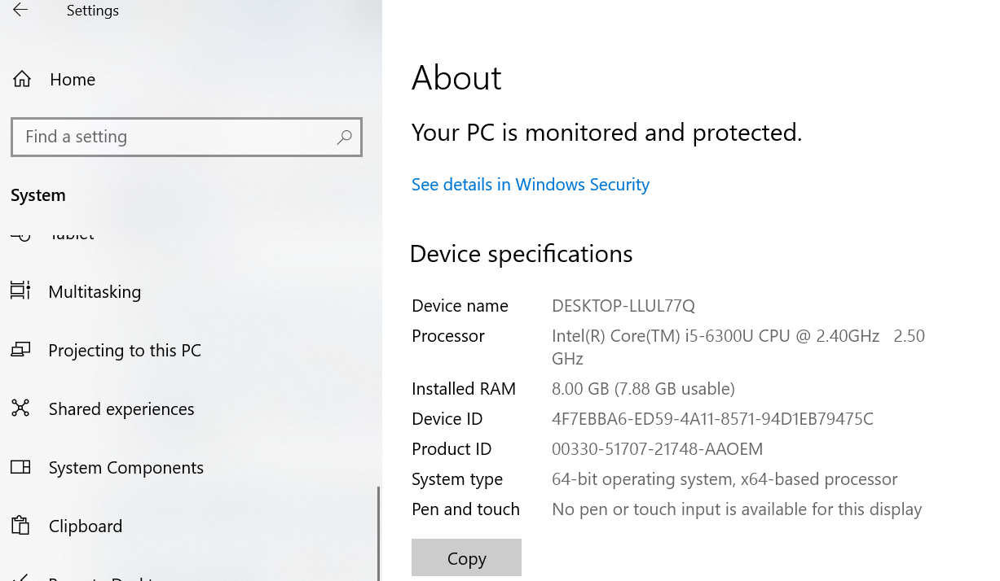 Settings
Home
Find a setting
System
Tablet
Multitasking
Projecting to this PC
Shared experiences
System Components
Clipboard
About
Your PC is monitored and protected.
See details in Windows Security
Device specifications
Device name DESKTOP-LLUL77Q
Processor Intel(R) Core(TM) i5-6300U CPU @ 2.40GHz 2.50
GHz
Installed RAM 8.00 GB (7.88 GB usable)
Device ID 4F7EBBA6-ED59-4A11-8571-94D1EB79475C
Product ID 00330-51707-21748-AAOEM
System type 64-bit operating system, x64-based processor
Pen and touch No pen or touch input is available for this display
Copy